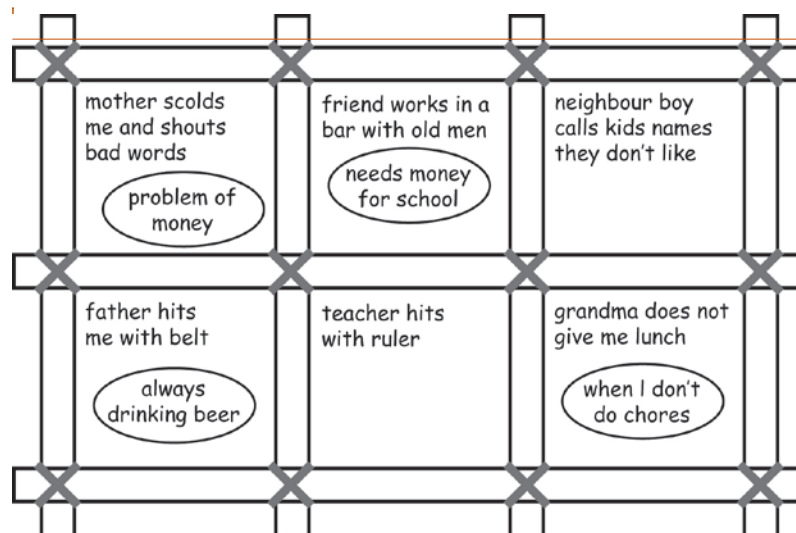 mother scolds
me and shouts
bad words
problem of
money
friend works in a
bar with old men
needs money
for school
neighbour boy
calls kids names
they don't like
father hits
me with belt
always
drinking beer
teacher hits
with ruler
grandma does not
give me lunch
when I don't
do chores